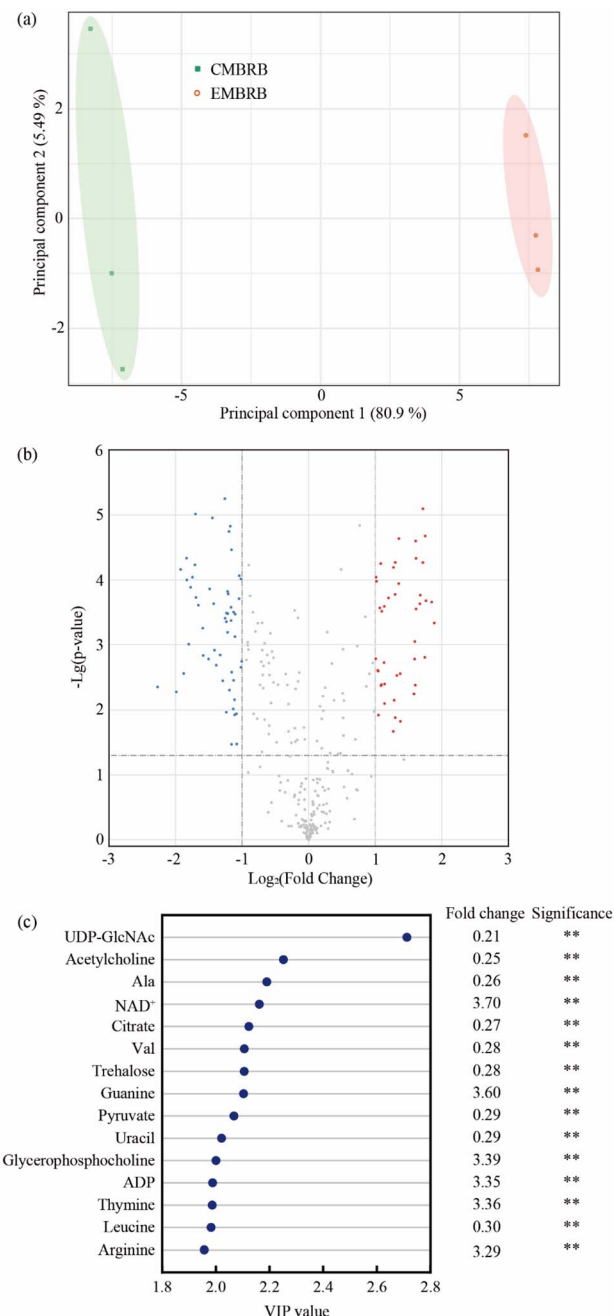 (a)
CMBRB
EMBRB
Principal component 2 (5.49 %)
2
0
-2
-5
0
5
Principal component 1 (80.9 %)
(b)
-Lg(p-value)
6
5
4
3
2
1
0
-3
-2
-1
0
1
2
3
Log₂(Fold Change)
(c)
Fold change Significance
UDP-GlcNAc 0.21 **
Acetylcholine 0.25 **
Ala 0.26 **
NAD⁺ 3.70 **
Citrate 0.27 **
Val 0.28 **
Trehalose 0.28 **
Guanine 3.60 **
Pyruvate 0.29 **
Uracil 0.29 **
Glycerophosphocholine 3.39 **
ADP 3.35 **
Thymine 3.36 **
Leucine 0.30 **
Arginine 3.29 **
1.8 2.0 2.2 2.4 2.6 2.8
VIP value